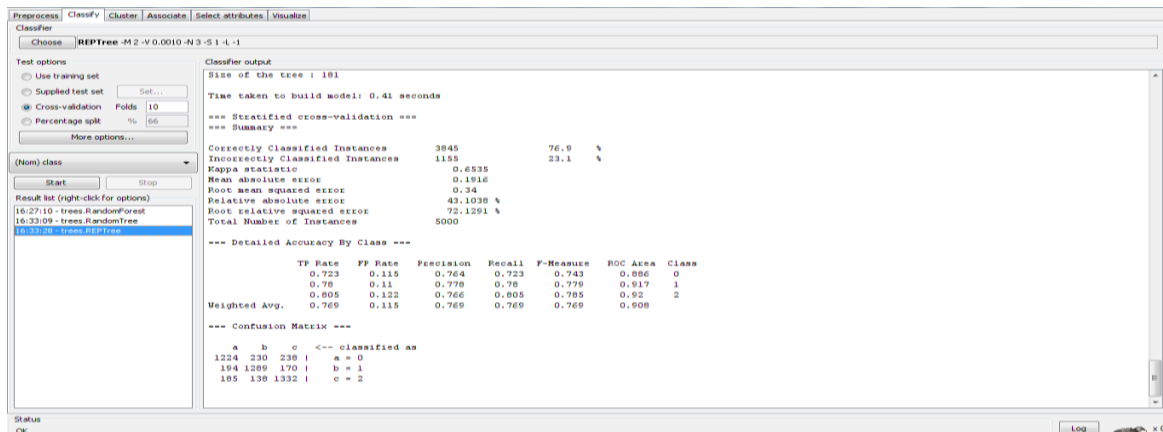 Preprocess Classify Cluster Associate Select attributes Visualize
Classifier
Choose REPTree -M 2 -V 0.0010 -N 3 -S 1 -L -1
Test options
Use training set
Supplied test set Set...
Cross-validation Folds 10
Percentage split % 66
More options...
(Nom) class
Start Stop
Result list (right-click for options)
16:27:10 - trees.RandomForest
16:33:09 - trees.RandomTree
16:33:28 - trees.REPTree
Classifier output
Size of the tree : 181
Time taken to build model: 0.41 seconds
=== Stratified cross-validation ===
=== Summary ===
Correctly Classified Instances 3845 76.9 %
Incorrectly Classified Instances 1155 23.1 %
Kappa statistic 0.6535
Mean absolute error 0.1916
Root mean squared error 0.34
Relative absolute error 43.1038 %
Root relative squared error 72.1291 %
Total Number of Instances 5000
=== Detailed Accuracy By Class ===
TP Rate FP Rate Precision Recall F-Measure ROC Area Class
0.723 0.115 0.764 0.723 0.743 0.886 0
0.78 0.11 0.778 0.78 0.779 0.917 1
0.805 0.122 0.766 0.805 0.785 0.92 2
Weighted Avg. 0.769 0.115 0.769 0.769 0.769 0.908
=== Confusion Matrix ===
a b c <-- classified as
1224 230 238 | a = 0
194 1289 170 | b = 1
185 138 1332 | c = 2
Status
OK
Log x 0